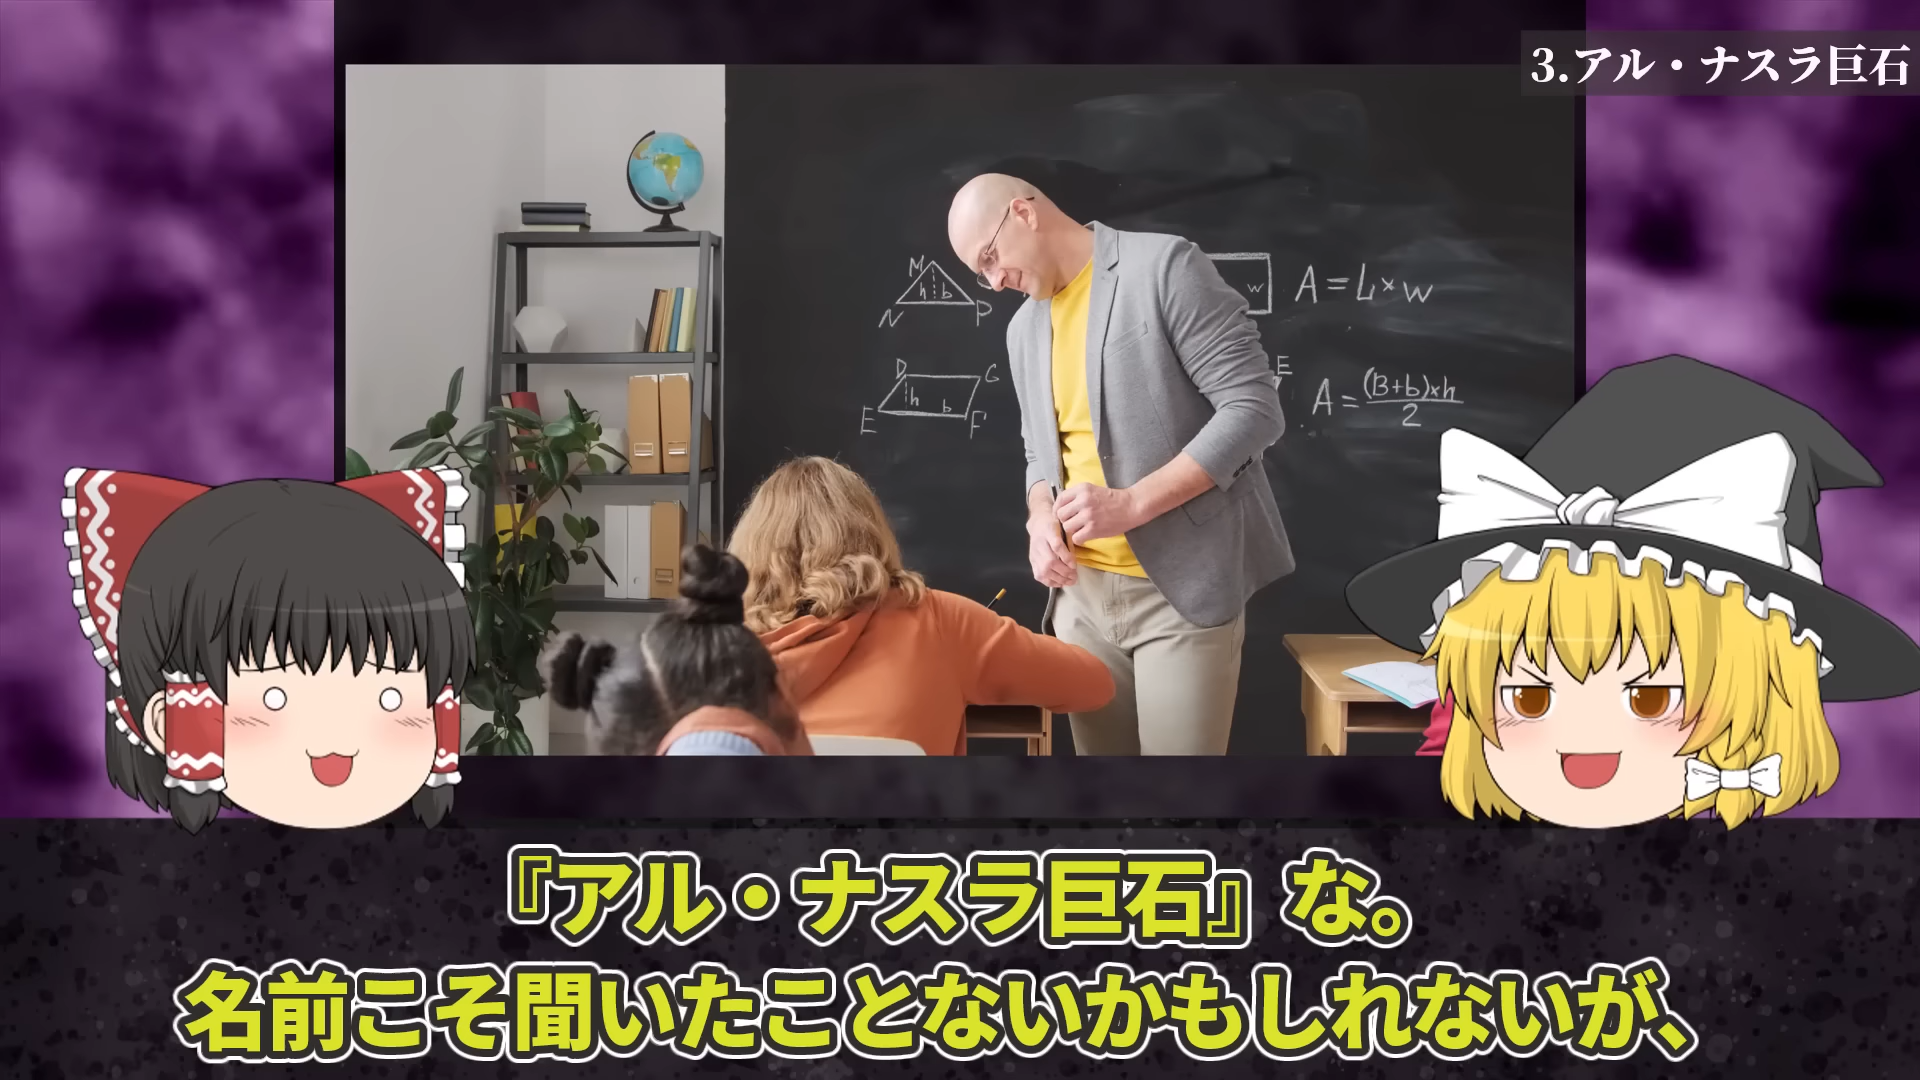 3.アル・ナスラ巨石
M
h b
N P
w
A=L×w
D G
h b
E F
E
A=(B+b)×h
2
『アル・ナスラ巨石』な。
名前こそ聞いたことないかもしれないが、